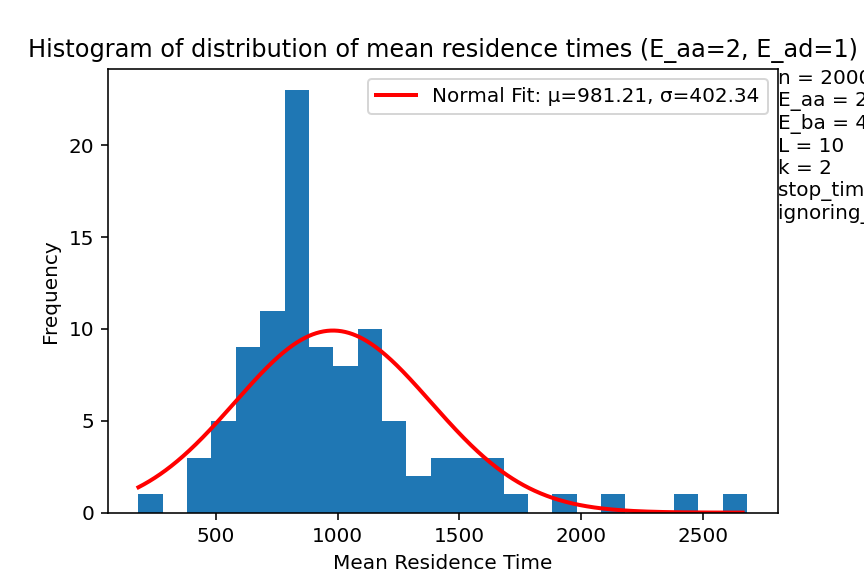 Histogram of distribution of mean residence times (E_aa=2, E_ad=1)
Normal Fit: μ=981.21, σ=402.34
n = 2000
E_aa = 2
E_ba = 4
L = 10
k = 2
stop_tim
ignoring_
Frequency
20
15
10
5
0
500 1000 1500 2000 2500
Mean Residence Time